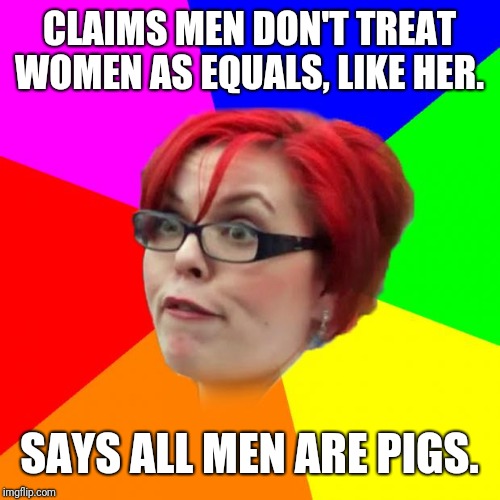 CLAIMS MEN DON'T TREAT
WOMEN AS EQUALS, LIKE HER.
SAYS ALL MEN ARE PIGS.
imgflip.com